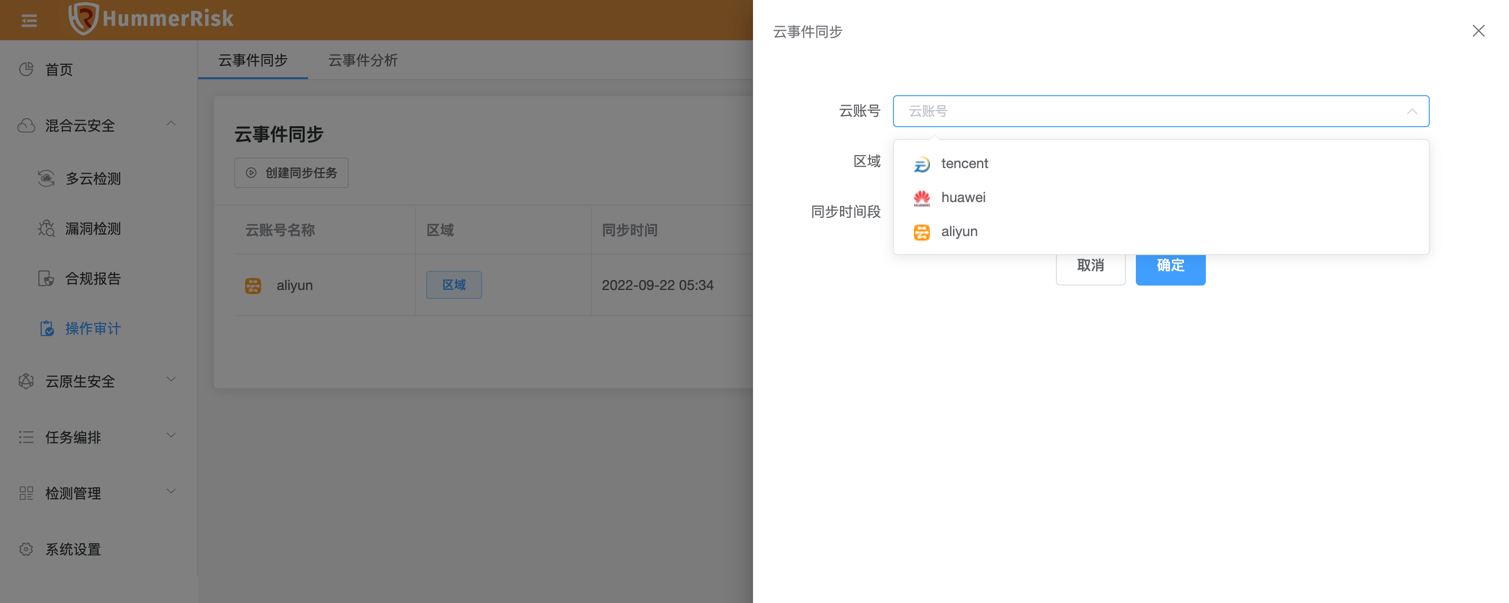 HummerRisk
首页
混合云安全
多云检测
漏洞检测
合规报告
操作审计
云原生安全
任务编排
检测管理
系统设置
云事件同步
云事件分析
云事件同步
创建同步任务
云账号名称
区域
同步时间
aliyun
区域
2022-09-22 05:34
云事件同步
云账号
云账号
区域
同步时间段
tencent
huawei
aliyun
取消
确定